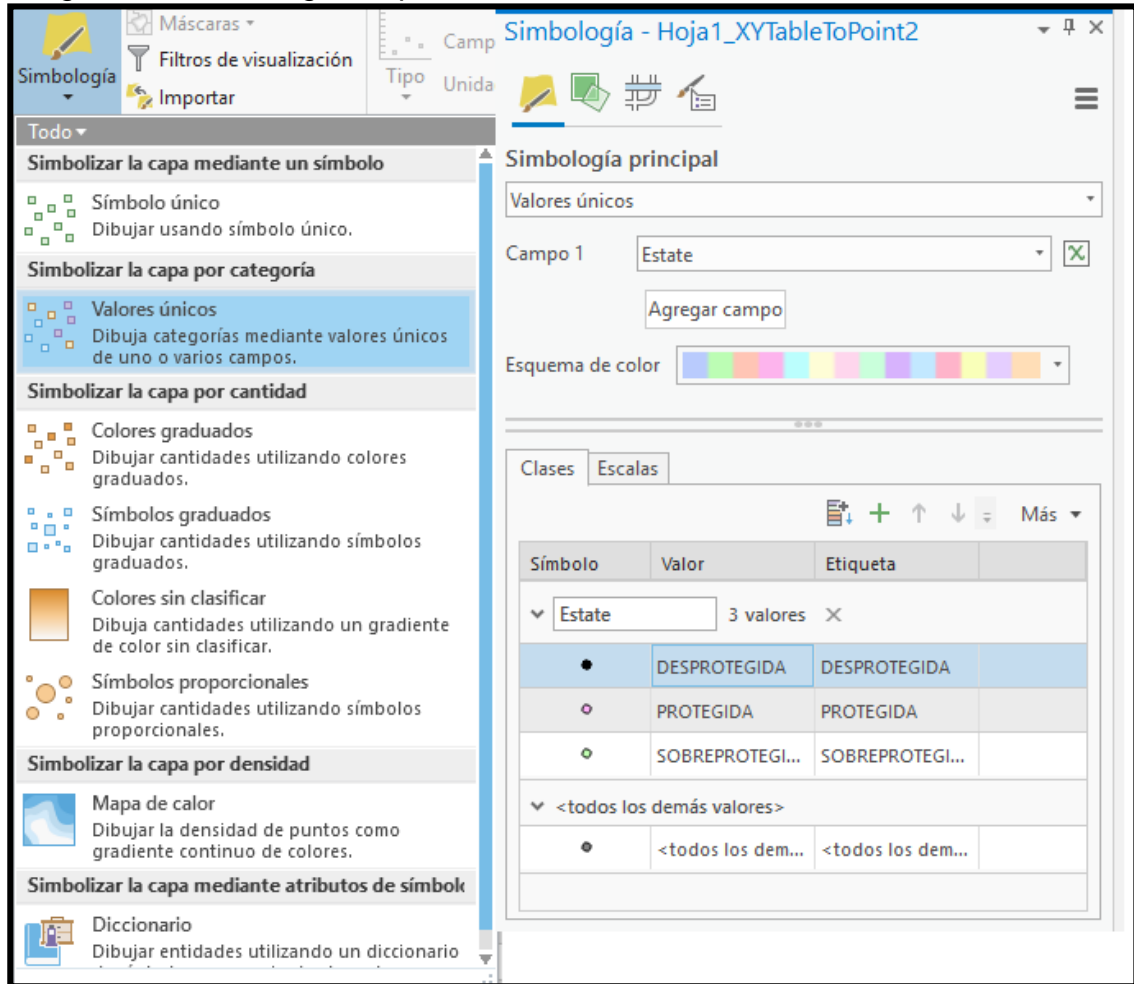 Simbología
Máscaras
Filtros de visualización
Importar
Tipo
Camp
Unida
Todo
Simbolizar la capa mediante un símbolo
Símbolo único
Dibujar usando símbolo único.
Simbolizar la capa por categoría
Valores únicos
Dibuja categorías mediante valores únicos
de uno o varios campos.
Simbolizar la capa por cantidad
Colores graduados
Dibujar cantidades utilizando colores
graduados.
Símbolos graduados
Dibujar cantidades utilizando símbolos
graduados.
Colores sin clasificar
Dibuja cantidades utilizando un gradiente
de color sin clasificar.
Símbolos proporcionales
Dibujar cantidades utilizando símbolos
proporcionales.
Simbolizar la capa por densidad
Mapa de calor
Dibujar la densidad de puntos como
gradiente continuo de colores.
Simbolizar la capa mediante atributos de símbolo
Diccionario
Dibujar entidades utilizando un diccionario
Simbología - Hoja1_XYTableToPoint2
Simbología principal
Valores únicos
Campo 1 Estate
Agregar campo
Esquema de color
Clases Escalas
Más
Símbolo Valor Etiqueta
Estate 3 valores
DESPROTEGIDA DESPROTEGIDA
PROTEGIDA PROTEGIDA
SOBREPROTEGI... SOBREPROTEGI...
<todos los demás valores>
<todos los dem... <todos los dem...